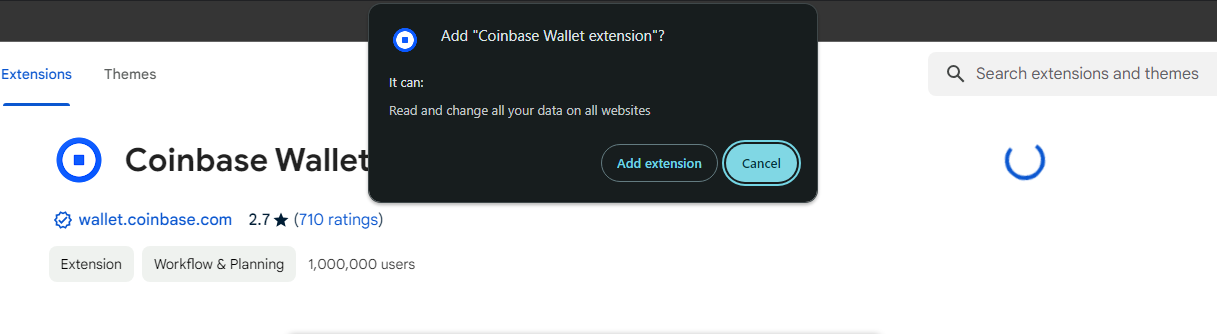 Add "Coinbase Wallet extension"?
It can:
Read and change all your data on all websites
Add extension Cancel
Extensions Themes
Search extensions and themes
Coinbase Wallet
wallet.coinbase.com 2.7 (710 ratings)
Extension Workflow & Planning 1,000,000 users